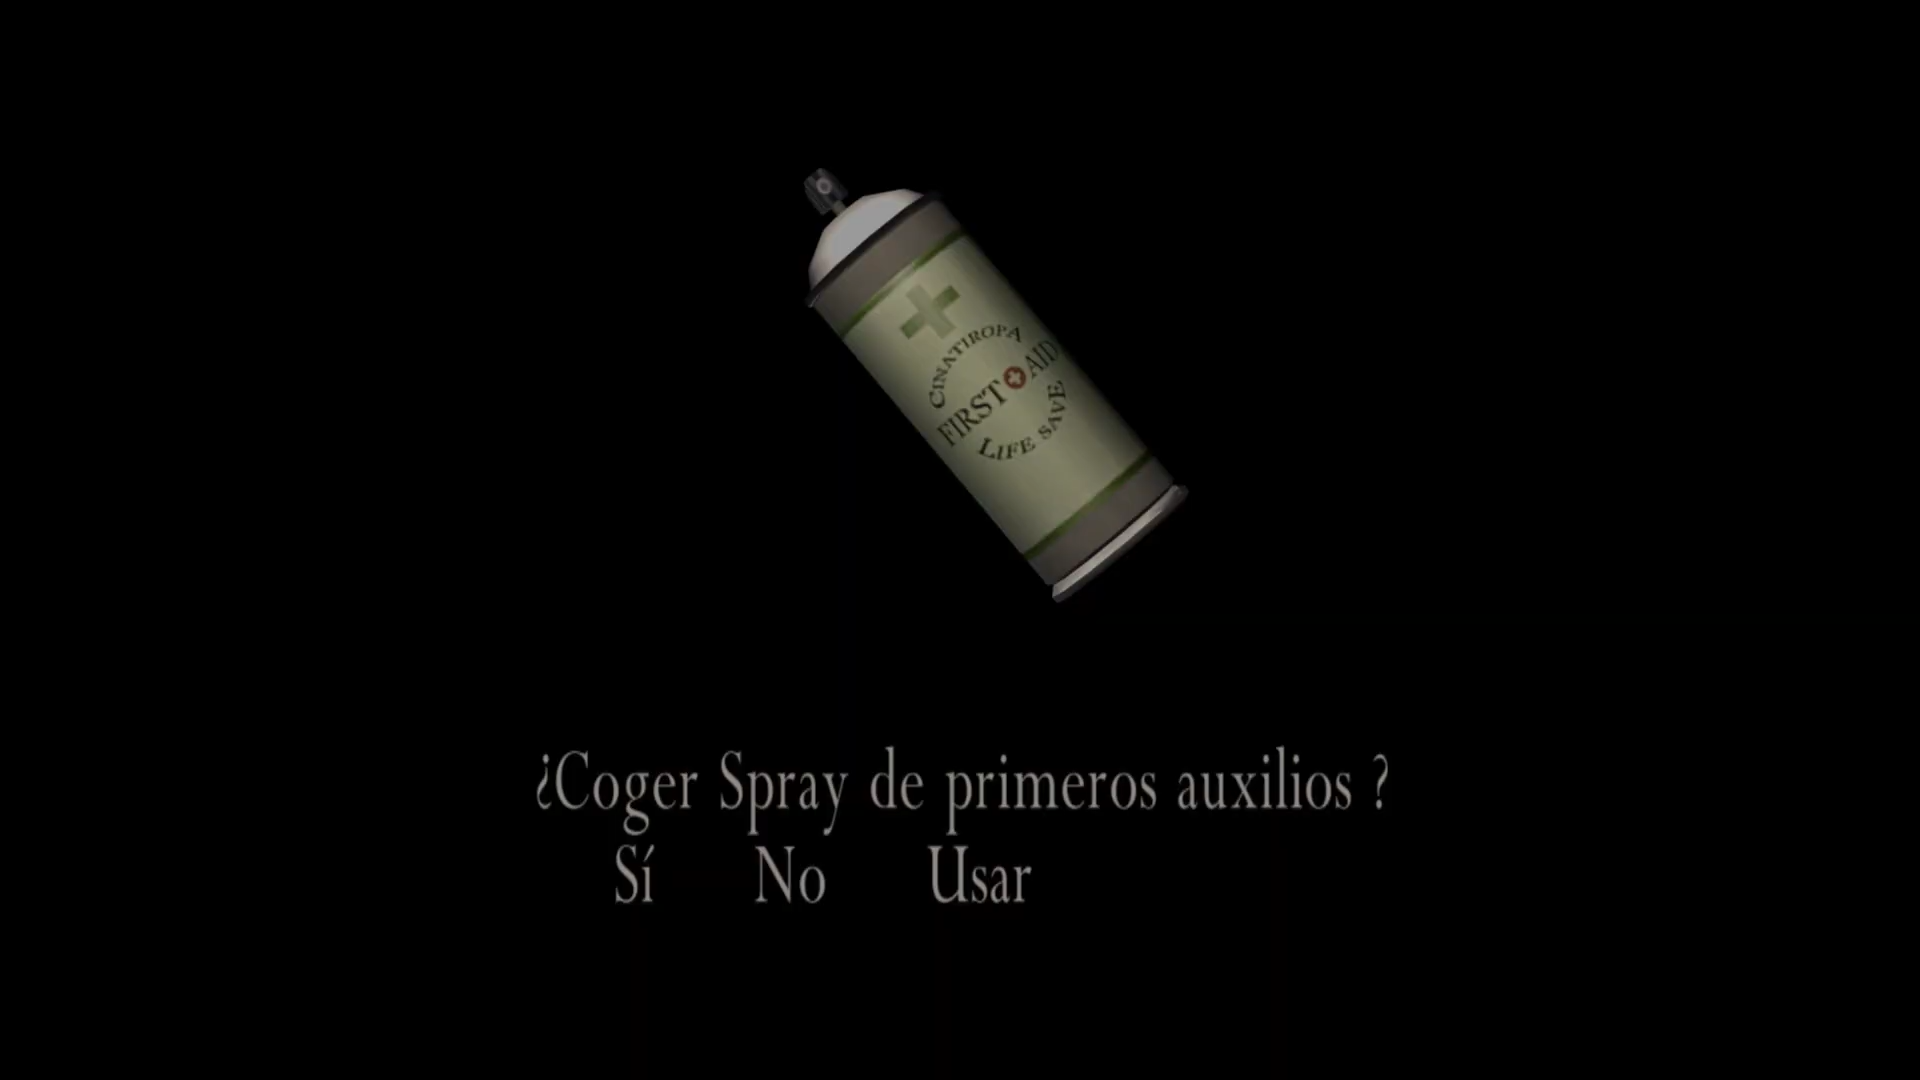 CINATIROPA
FIRST AID
LIFE SAVE
¿Coger Spray de primeros auxilios ?
Sí No Usar